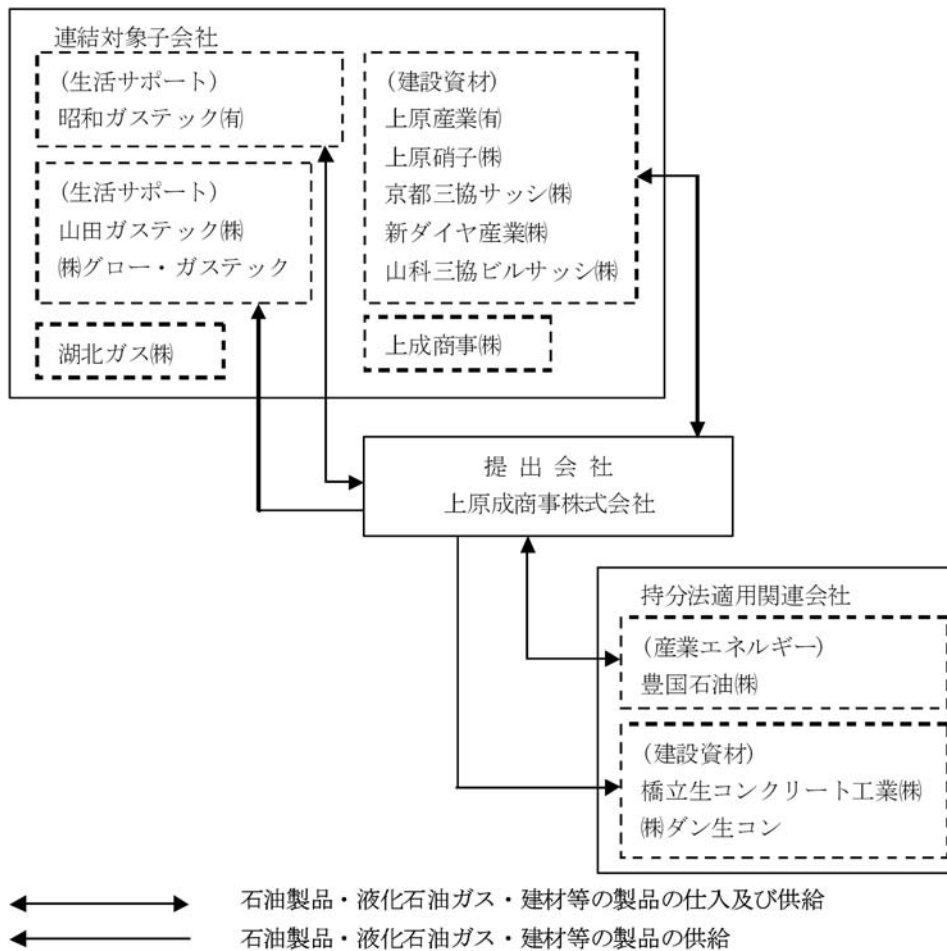 連結対象子会社
(生活サポート)
昭和ガステック㈲
(生活サポート)
山田ガステック㈱
㈱グロー・ガステック
湖北ガス㈱
(建設資材)
上原産業㈲
上原硝子㈱
京都三協サッシ㈱
新ダイヤ産業㈱
山科三協ビルサッシ㈱
上成商事㈱
提 出 会 社
上原成商事株式会社
持分法適用関連会社
(産業エネルギー)
豊国石油㈱
(建設資材)
橋立生コンクリート工業㈱
㈱ダン生コン
石油製品・液化石油ガス・建材等の製品の仕入及び供給
石油製品・液化石油ガス・建材等の製品の供給